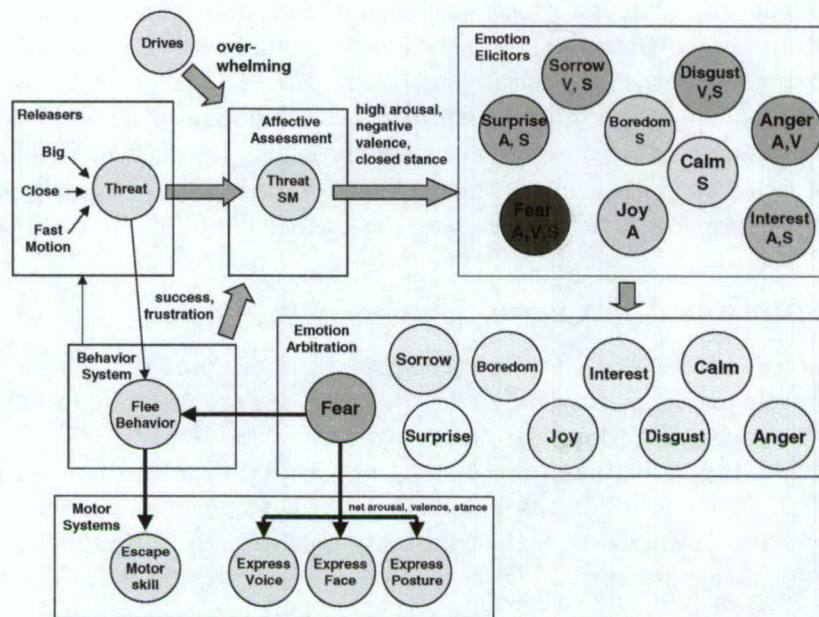 Drives
over-
whelming
Releasers
Big
Close
Fast
Motion
Threat
Affective
Assessment
Threat
SM
high arousal,
negative
valence,
closed stance
Emotion
Elicitors
Sorrow
V, S
Disgust
V,S
Surprise
A, S
Boredom
S
Anger
A,V
Calm
S
Fear
A,V,S
Joy
A
Interest
A,S
success,
frustration
Behavior
System
Flee
Behavior
Emotion
Arbitration
Fear
Sorrow
Boredom
Interest
Calm
Surprise
Joy
Disgust
Anger
Motor
Systems
net arousal, valence, stance
Escape
Motor
skill
Express
Voice
Express
Face
Express
Posture